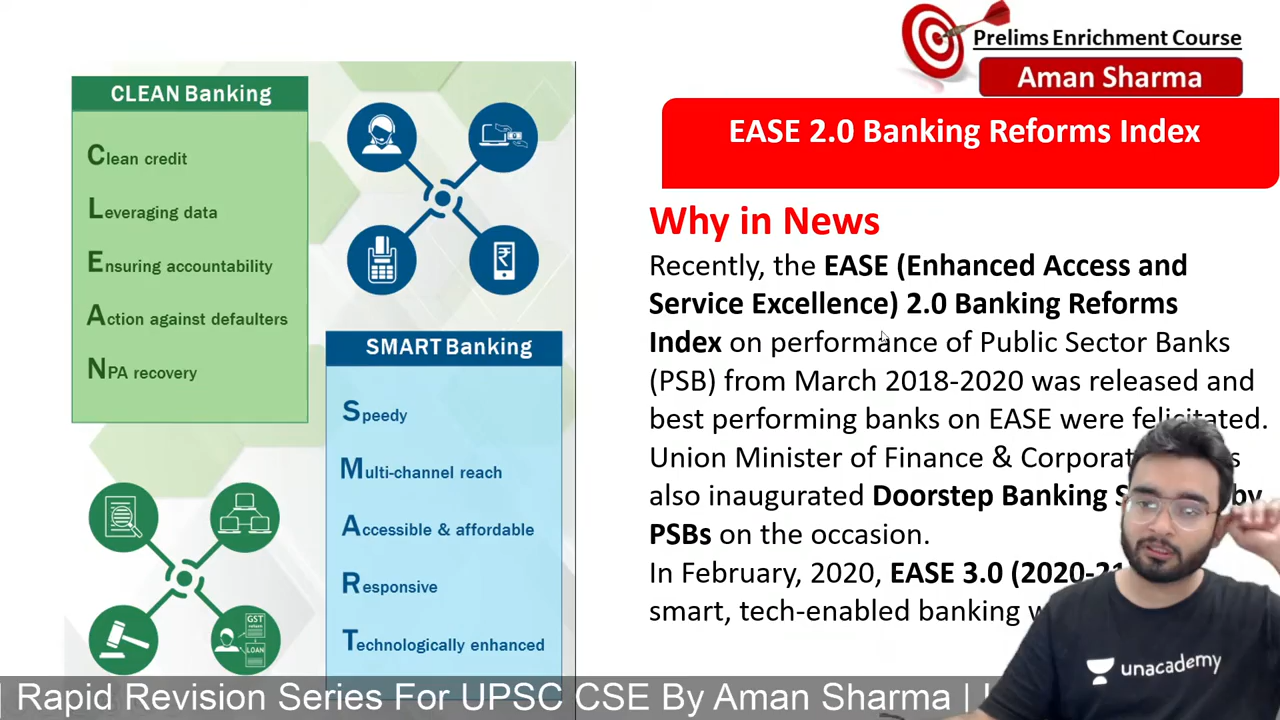 Prelims Enrichment Course
Aman Sharma
CLEAN Banking
Clean credit
Leveraging data
Ensuring accountability
Action against defaulters
NPA recovery
GST
LOAN
SMART Banking
Speedy
Multi-channel reach
Accessible & affordable
Responsive
Technologically enhanced
EASE 2.0 Banking Reforms Index
Why in News
Recently, the EASE (Enhanced Access and
Service Excellence) 2.0 Banking Reforms
Index on performance of Public Sector Banks
(PSB) from March 2018-2020 was released and
best performing banks on EASE were felicitated.
Union Minister of Finance &
also inaugurated Doorstep Banking by
PSBs on the occasion.
In February, 2020, EASE 3.0 (2020-21
smart, tech-enabled banking
unacademy
Rapid Revision Series For UPSC CSE By Aman Sharma |